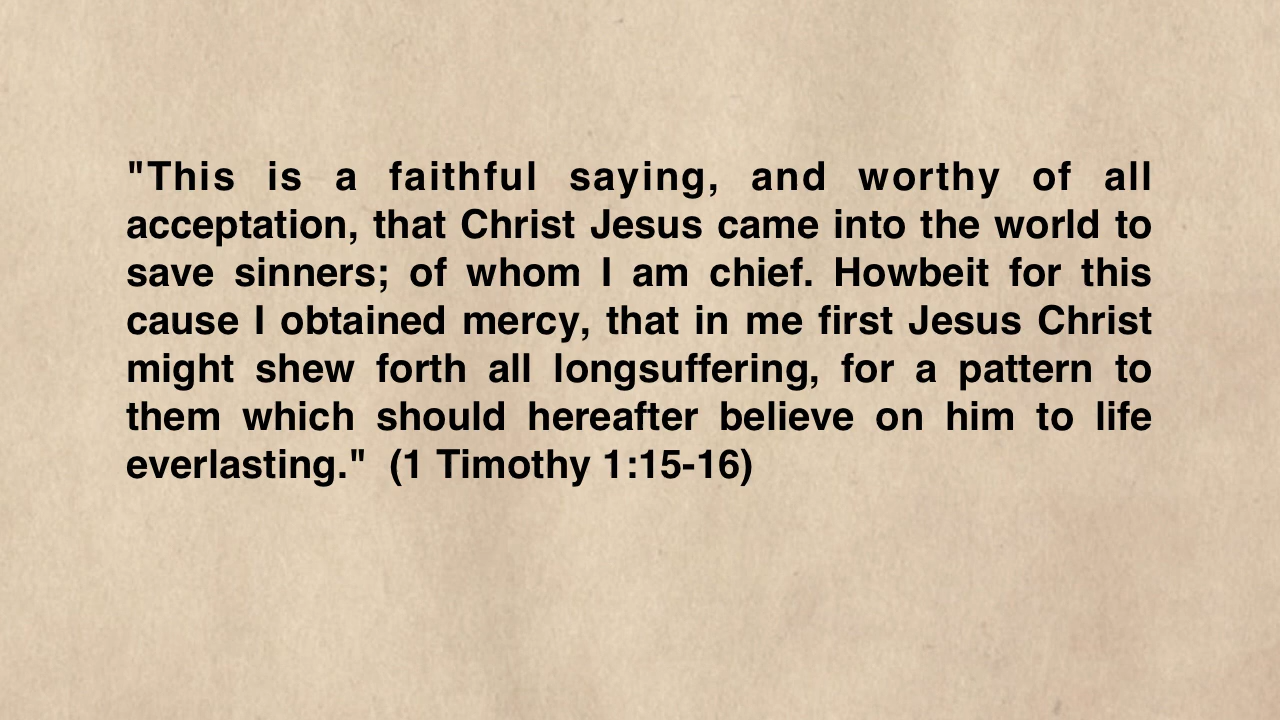 "This is a faithful saying, and worthy of all
acceptation, that Christ Jesus came into the world to
save sinners; of whom I am chief. Howbeit for this
cause I obtained mercy, that in me first Jesus Christ
might shew forth all longsuffering, for a pattern to
them which should hereafter believe on him to life
everlasting."  (1 Timothy 1:15-16)